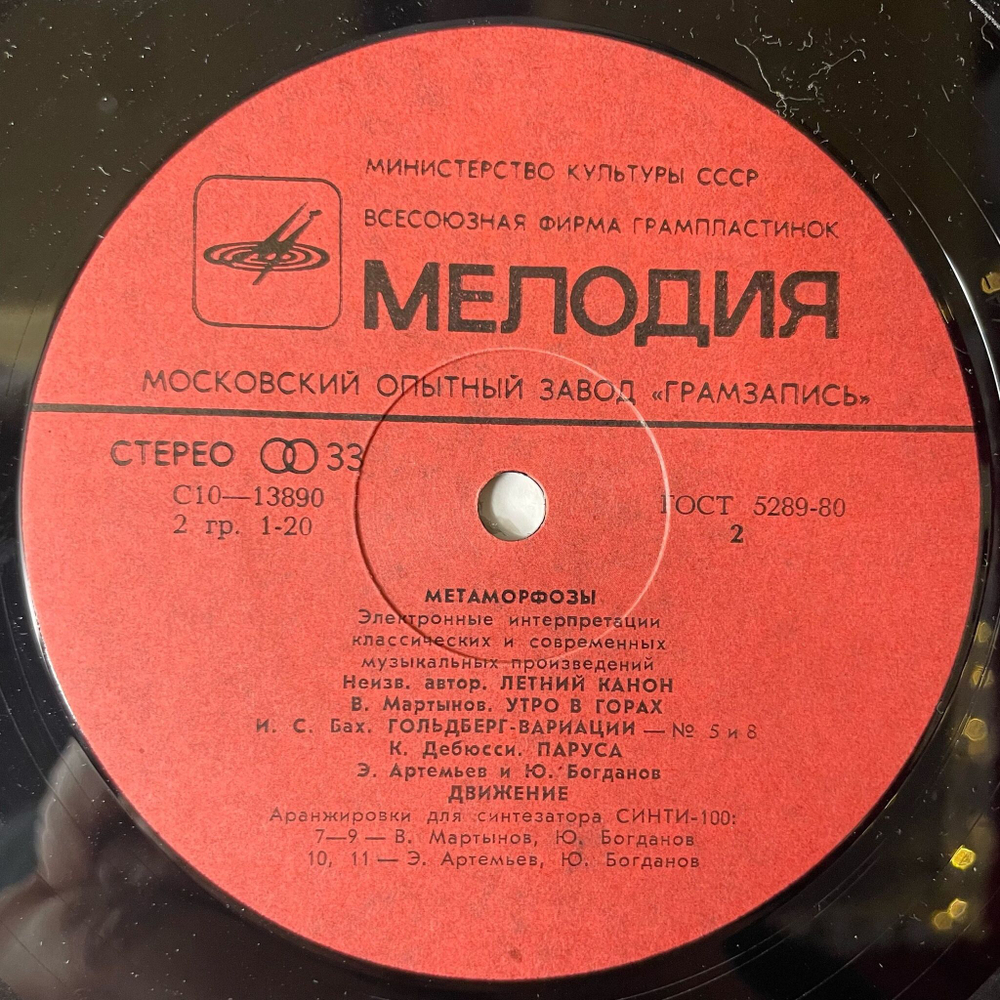 МИНИСТЕРСТВО КУЛЬТУРЫ СССР
ВСЕСОЮЗНАЯ ФИРМА ГРАМПЛАСТИНОК
МЕЛОДИЯ
МОСКОВСКИЙ ОПЫТНЫЙ ЗАВОД «ГРАМЗАПИСЬ»
СТЕРЕО 33
С10—13890
2 гр. 1-20
ГОСТ 5289-80
2
МЕТАМОРФОЗЫ
Электронные интерпретации
классических и современных
музыкальных произведений
Неизв. автор. ЛЕТНИЙ КАНОН
В. Мартынов. УТРО В ГОРАХ
И. С. Бах. ГОЛЬДБЕРГ-ВАРИАЦИИ — № 5 и 8
К. Дебюсси. ПАРУСА
Э. Артемьев и Ю. Богданов
ДВИЖЕНИЕ
Аранжировки для синтезатора СИНТИ-100:
7—9 — В. Мартынов, Ю. Богданов
10, 11 — Э. Артемьев, Ю. Богданов